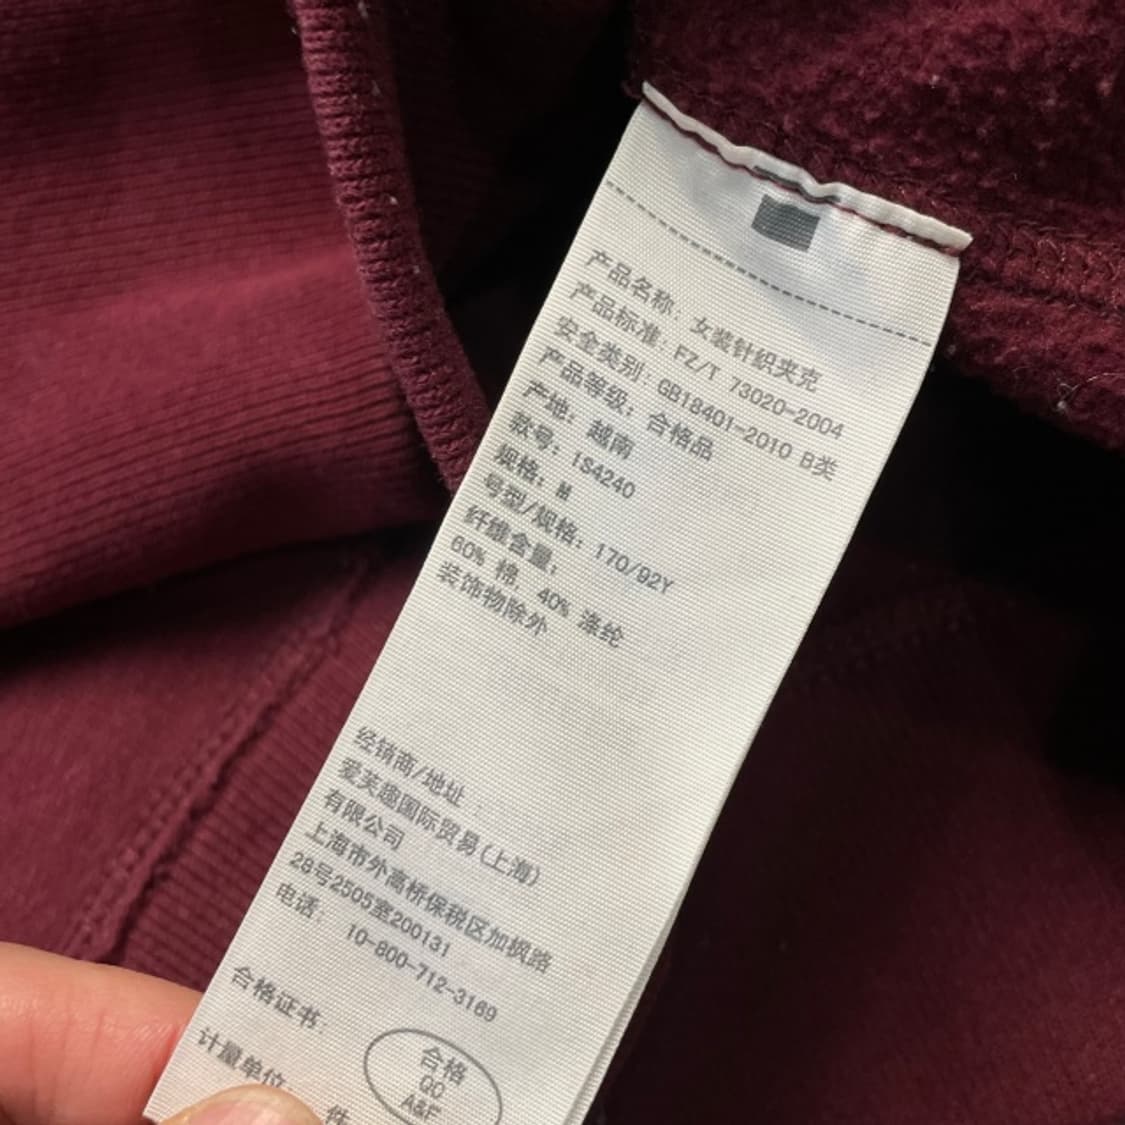 产品名称：女装针织夹克
产品标准：FZ/T 73020-2004
安全类别：GB18401-2010 B类
产品等级：合格品
产地：越南
款号：1S4240
规格：M
号型/规格：170/92Y
纤维含量：
60% 棉，40% 涤纶
装饰物除外
经销商/地址：
爱芙趣国际贸易(上海)
有限公司
上海市外高桥保税区加枫路
28号2505室200131
电话：
10-800-712-3169
合格证书：
合格
QC
A&F
计量单位：
件